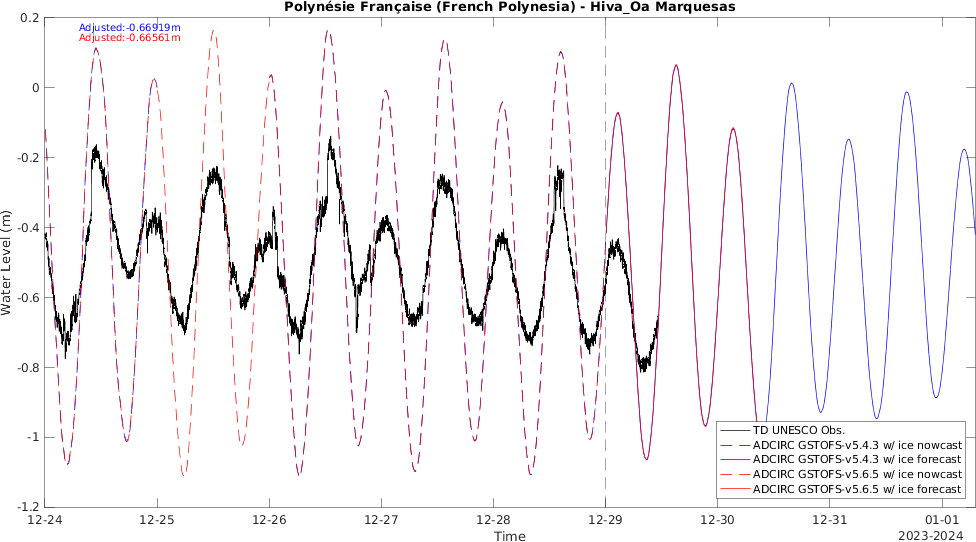 Polynésie Française (French Polynesia) - Hiva_Oa Marquesas
Adjusted:-0.66919m
Adjusted:-0.66561m
Water Level (m)
0.2
0
-0.2
-0.4
-0.6
-0.8
-1
-1.2
12-24
12-25
12-26
12-27
12-28
12-29
12-30
12-31
01-01
Time
2023-2024
TD UNESCO Obs.
ADCIRC GSTOFS-v5.4.3 w/ ice nowcast
ADCIRC GSTOFS-v5.4.3 w/ ice forecast
ADCIRC GSTOFS-v5.6.5 w/ ice nowcast
ADCIRC GSTOFS-v5.6.5 w/ ice forecast